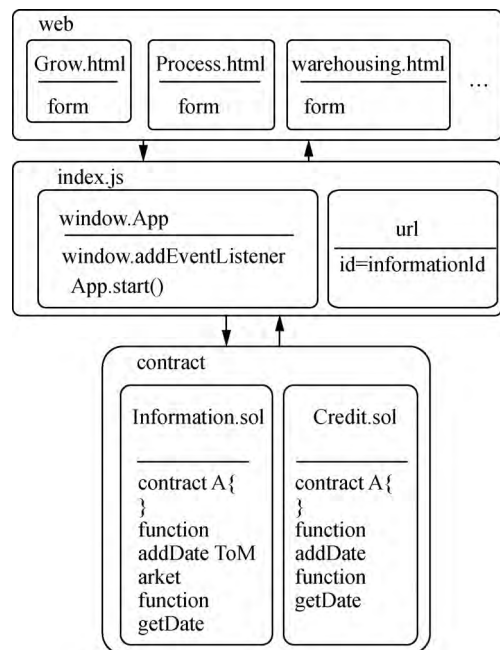 web
Grow.html
form
Process.html
form
warehousing.html
form
…
index.js
window.App
window.addEventListener
App.start()
url
id=informationId
contract
Information.sol
contract A{
}
function
addDate ToM
arket
function
getDate
Credit.sol
contract A{
}
function
addDate
function
getDate